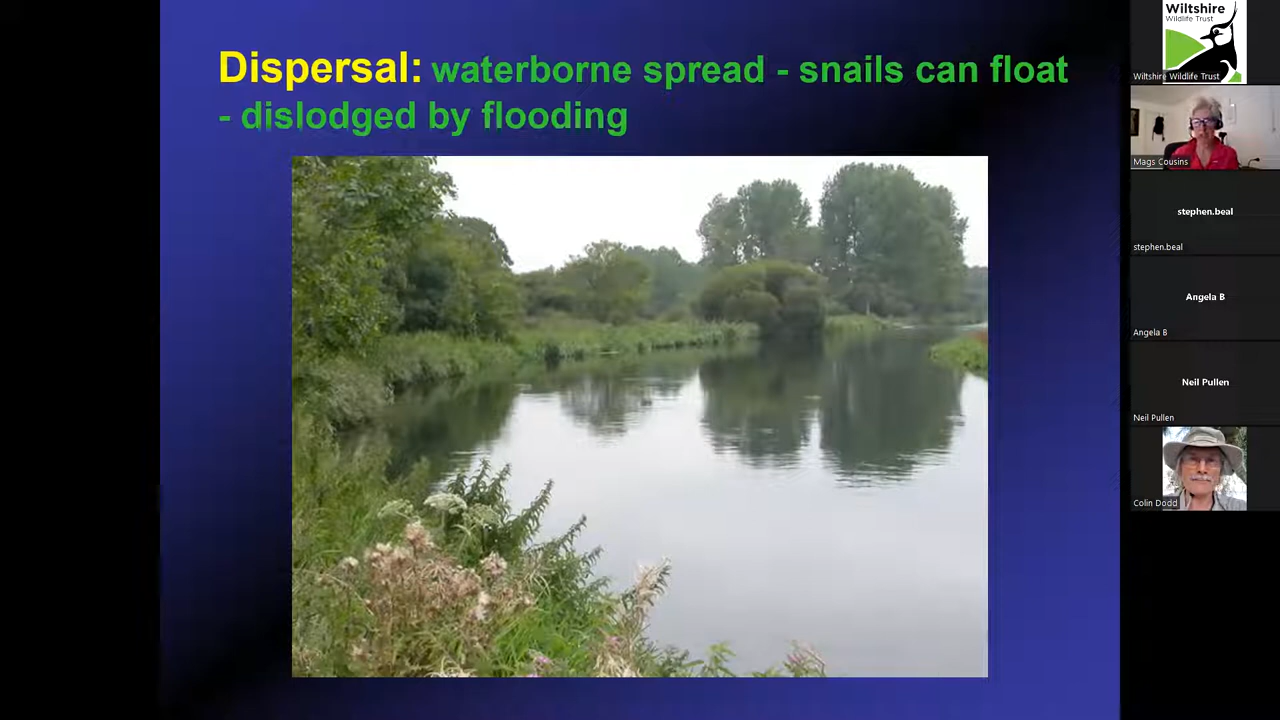 Dispersal: waterborne spread - snails can float
- dislodged by flooding
Wiltshire
Wildlife Trust
Wiltshire Wildlife Trust
Mags Cousins
stephen.beal
stephen.beal
Angela B
Angela B
Neil Pullen
Neil Pullen
Colin Dodd